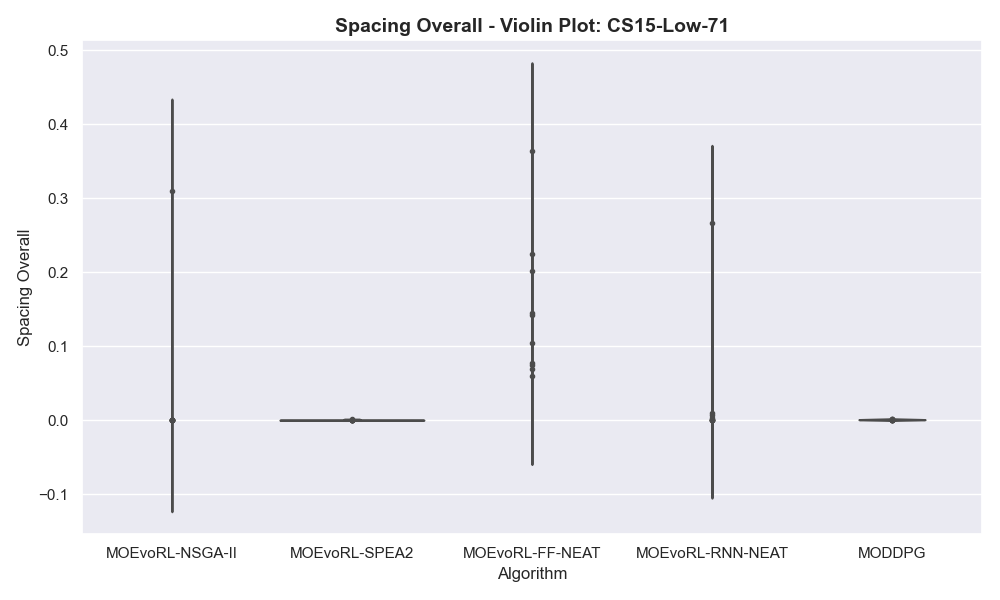 Spacing Overall - Violin Plot: CS15-Low-71
Spacing Overall
0.5
0.4
0.3
0.2
0.1
0.0
−0.1
MOEvoRL-NSGA-II
MOEvoRL-SPEA2
MOEvoRL-FF-NEAT
MOEvoRL-RNN-NEAT
MODDPG
Algorithm